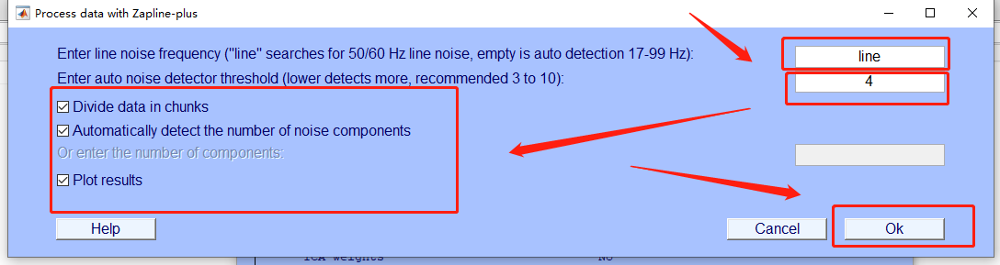 Process data with Zapline-plus
Enter line noise frequency ("line" searches for 50/60 Hz line noise, empty is auto detection 17-99 Hz):
line
Enter auto noise detector threshold (lower detects more, recommended 3 to 10):
4
Divide data in chunks
Automatically detect the number of noise components
Or enter the number of components:
Plot results
Help
Cancel
Ok
ICA weights No